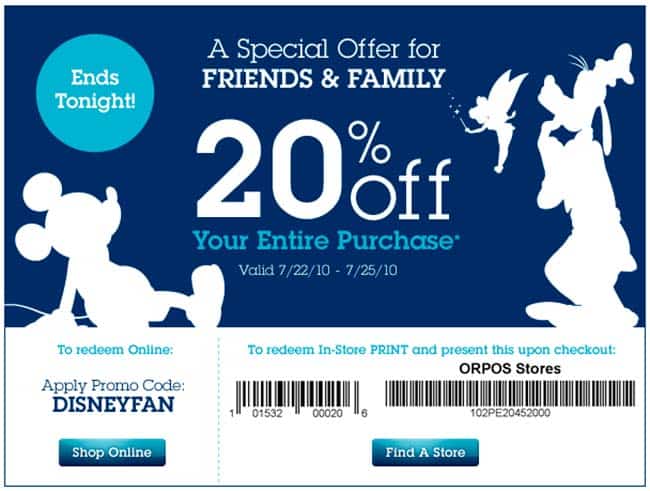 Ends
Tonight!
A Special Offer for
FRIENDS & FAMILY
20% off
Your Entire Purchase*
Valid 7/22/10 - 7/25/10
To redeem Online:
Apply Promo Code:
DISNEYFAN
Shop Online
To redeem In-Store PRINT and present this upon checkout:
ORPOS Stores
1 01532 00020 6
102PE20452000
Find A Store